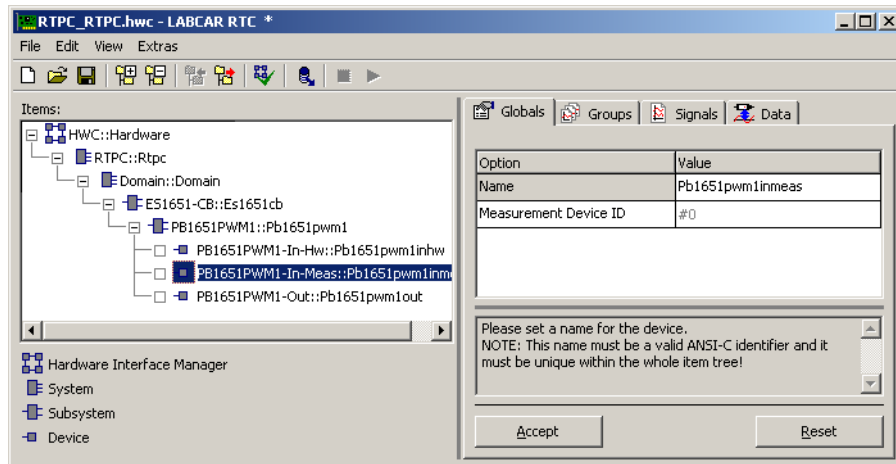 RTPC_RTPC.hwc - LABCAR RTC *
File Edit View Extras
Items:
HWC::Hardware
RTPC::Rtpc
Domain::Domain
ES1651-CB::Es1651cb
PB1651PWM1::Pb1651pwm1
PB1651PWM1-In-Hw::Pb1651pwm1inhw
PB1651PWM1-In-Meas::Pb1651pwm1inme
PB1651PWM1-Out::Pb1651pwm1out
Hardware Interface Manager
System
Subsystem
Device
Globals Groups Signals Data
Option Value
Name Pb1651pwm1inmeas
Measurement Device ID #0
Please set a name for the device.
NOTE: This name must be a valid ANSI-C identifier and it
must be unique within the whole item tree!
Accept Reset